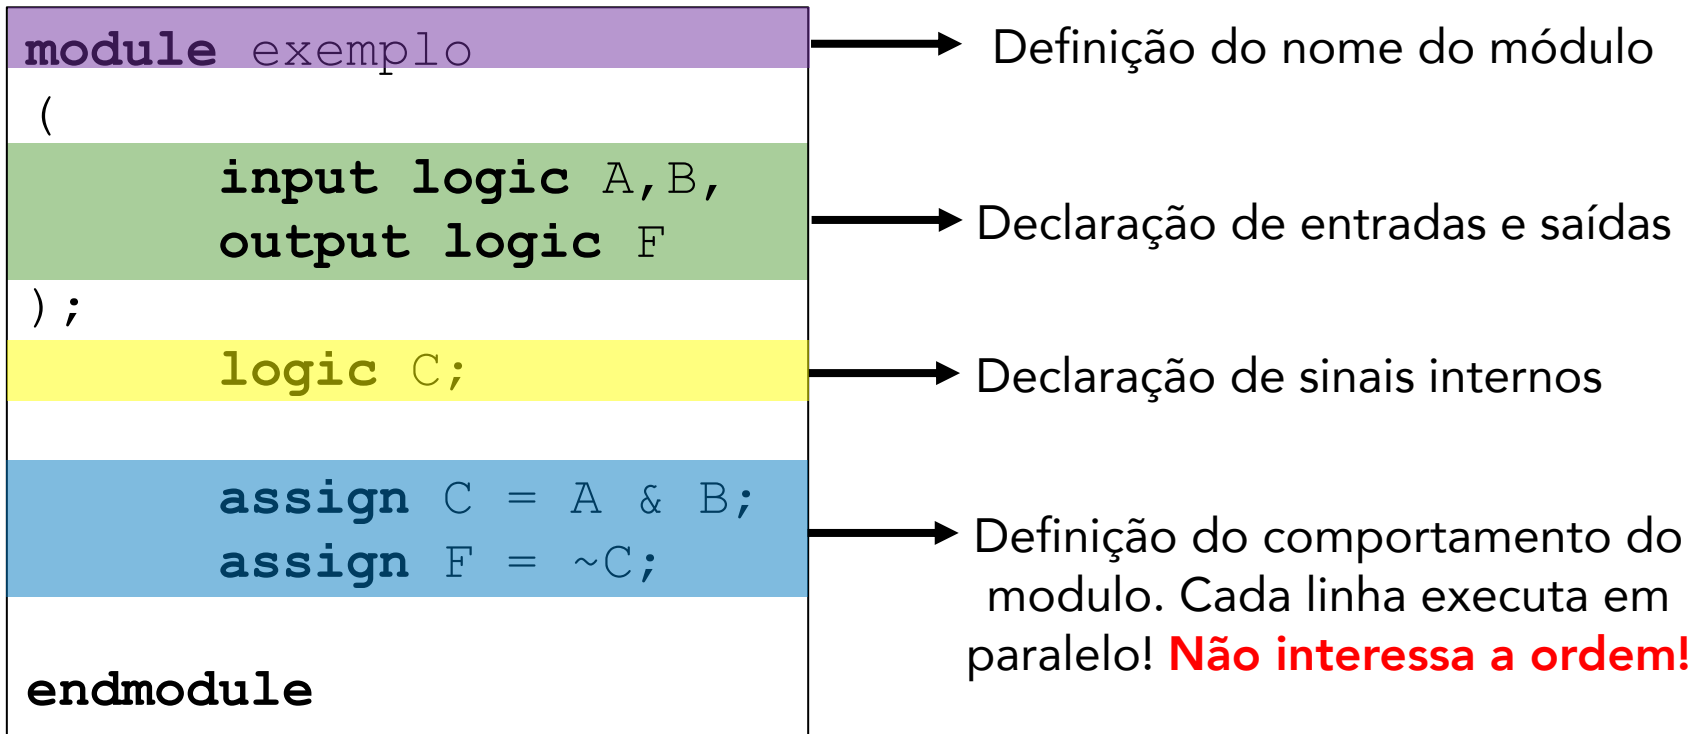 module exemplo
(
input logic A,B,
output logic F
);
logic C;
assign C = A & B;
assign F = ~C;
endmodule
Definição do nome do módulo
Declaração de entradas e saídas
Declaração de sinais internos
Definição do comportamento do
modulo. Cada linha executa em
paralelo! Não interessa a ordem!